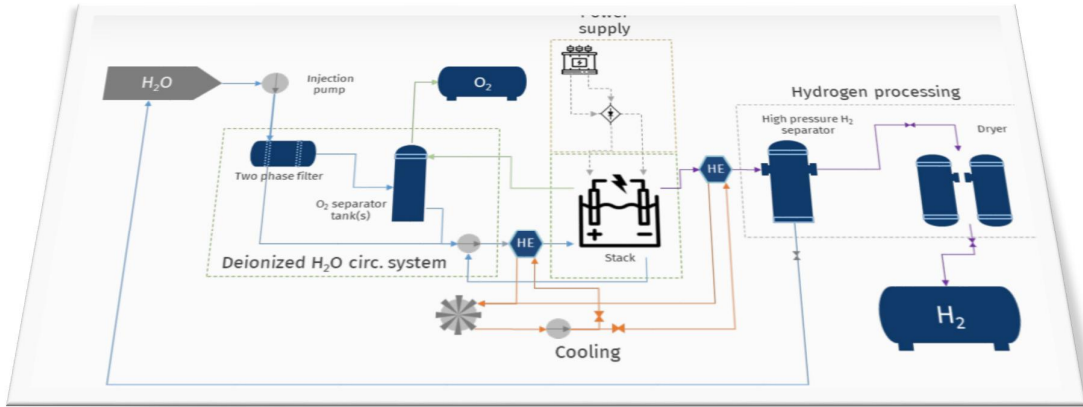 Power
supply
H₂O
Injection
pump
O₂
Hydrogen processing
High pressure H₂
separator
Dryer
Two phase filter
O₂ separator
tank(s)
HE
HE
Stack
Deionized H₂O circ. system
Cooling
H₂